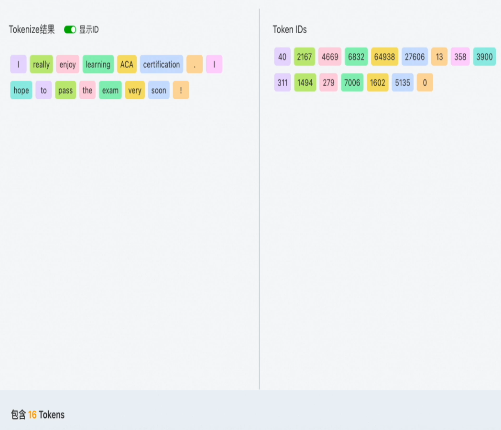 Tokenize结果 显示ID
I really enjoy learning ACA certification . I
hope to pass the exam very soon !
Token IDs
40 2167 4669 6832 64938 27606 13 358 3900
311 1494 279 7006 1602 5135 0
包含 16 Tokens